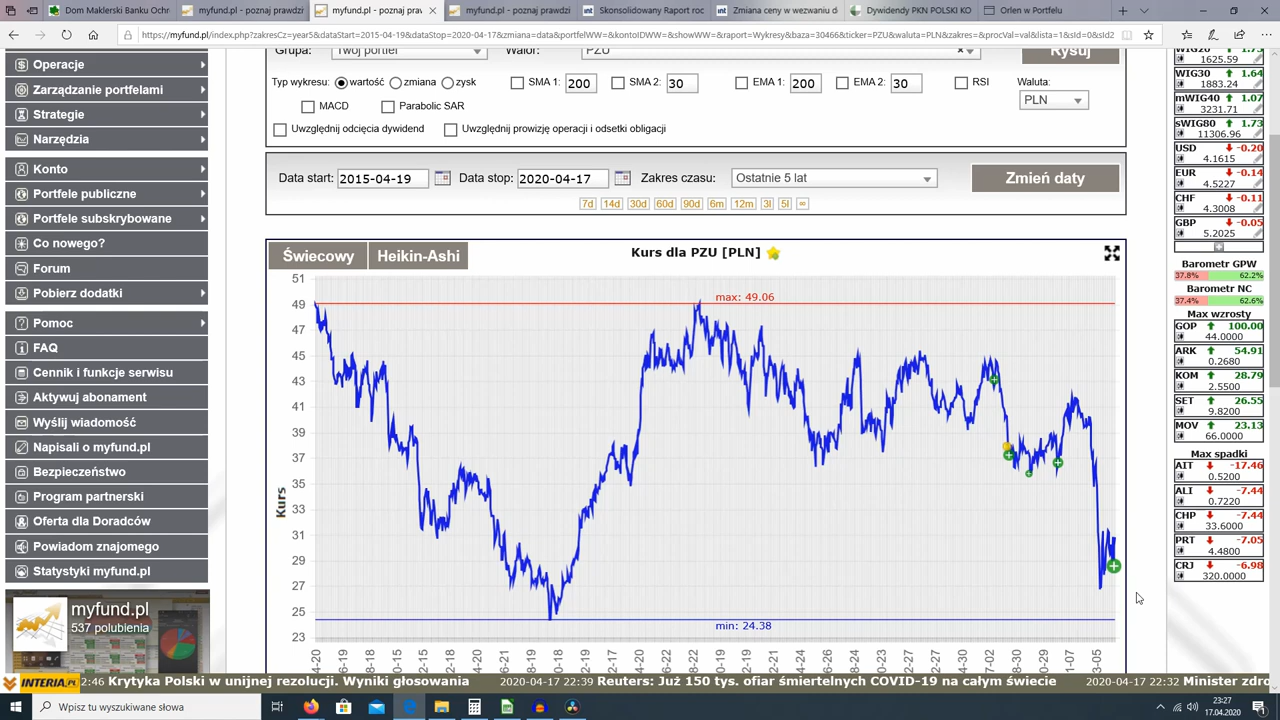 Dom Maklerski Banku Ochr
myfund.pl - poznaj prawdzi
myfund.pl - poznaj praw
myfund.pl - poznaj prawdzi
Skonsolidowany Raport roc
Zmiana ceny w wezwaniu do
Dywidendy PKN POLSKI KO
Orlen w Portfelu
https://myfund.pl/index.php?zakresCz=year5&dataStart=2015-04-19&dataStop=2020-04-17&zmiana=data&portfelWW=&kontoIDWW=&showWW=&raport=Wykresy&baza=30466&ticker=PZU&waluta=PLN&zakres=&procVal=val&lista=1&sId=0&sId2
Operacje
Zarządzanie portfelami
Strategie
Narzędzia
Konto
Portfele publiczne
Portfele subskrybowane
Co nowego?
Forum
Pobierz dodatki
Pomoc
FAQ
Cennik i funkcje serwisu
Aktywuj abonament
Wyślij wiadomość
Napisali o myfund.pl
Bezpieczeństwo
Program partnerski
Oferta dla Doradców
Powiadom znajomego
Statystyki myfund.pl
myfund.pl
537 polubienia
Grupa: Twój portfel Walor: PZU Rysuj
Typ wykresu: wartość zmiana zysk SMA 1: 200 SMA 2: 30 EMA 1: 200 EMA 2: 30 RSI Waluta:
PLN
MACD Parabolic SAR
Uwzględnij odcięcia dywidend Uwzględnij prowizję operacji i odsetki obligacji
Data start: 2015-04-19 Data stop: 2020-04-17 Zakres czasu: Ostatnie 5 lat Zmień daty
7d 14d 30d 60d 90d 6m 12m 3l 5l ∞
Świecowy Heikin-Ashi Kurs dla PZU [PLN]
51
49
47
45
43
41
39
37
35
33
31
29
27
25
23
Kurs
max: 49.06
min: 24.38
WIG20 1.75
1625.59
WIG30 1.64
1883.24
mWIG40 1.07
3231.71
sWIG80 1.73
11306.96
USD -0.20
4.1615
EUR -0.14
4.5227
CHF -0.11
4.3008
GBP -0.05
5.2025
Barometr GPW
37.8% 62.2%
Barometr NC
37.4% 62.6%
Max wzrosty
GOP 100.00
44.0000
ARK 54.91
0.2680
KOM 28.79
2.5500
SET 26.55
9.8200
MOV 23.13
66.0000
Max spadki
AIT -17.46
0.5200
ALI -7.44
0.7220
CHP -7.44
33.6000
PRT -7.05
4.4800
CRJ -6.98
320.0000
INTERIA.PL 2:46 Krytyka Polski w unijnej rezolucji. Wyniki głosowania 2020-04-17 22:39 Reuters: Już 150 tys. ofiar śmiertelnych COVID-19 na całym świecie 2020-04-17 22:32 Minister zdro
Wpisz tu wyszukiwane słowa
23:27
17.04.2020